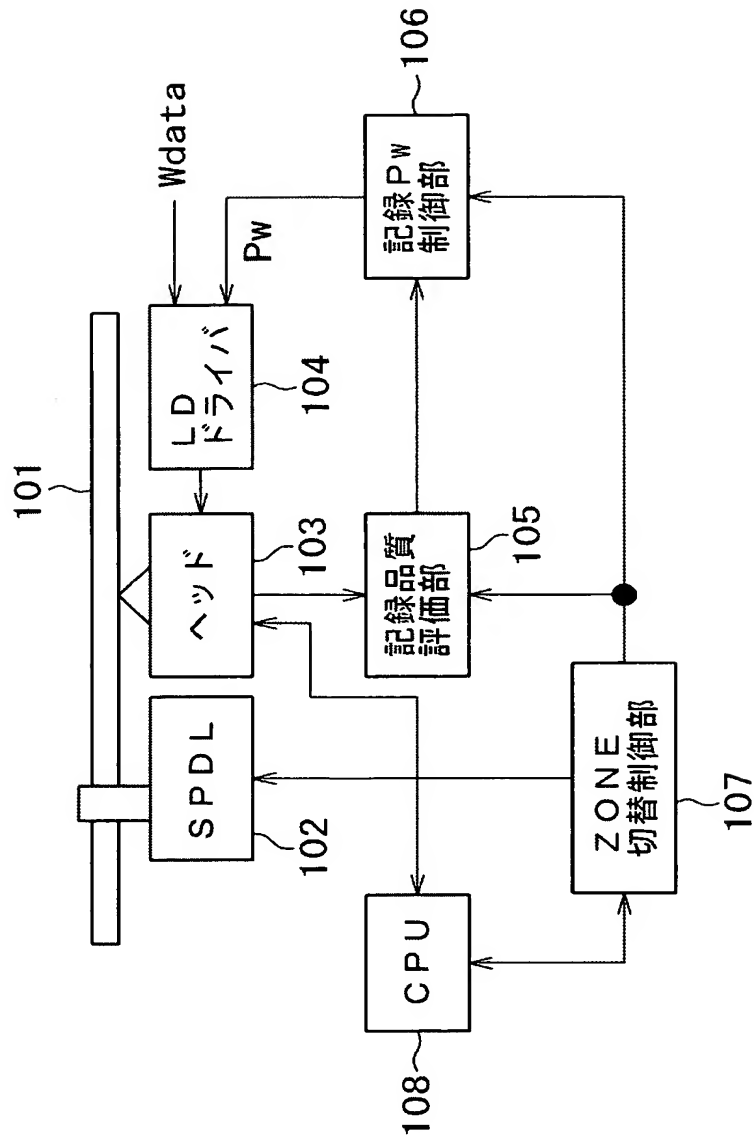 101
Wdata
SPDL
102
ヘッド
103
LD
ドライバ
104
Pw
CPU
108
記録品質
評価部
105
記録Pw
制御部
106
ZONE
切替制御部
107